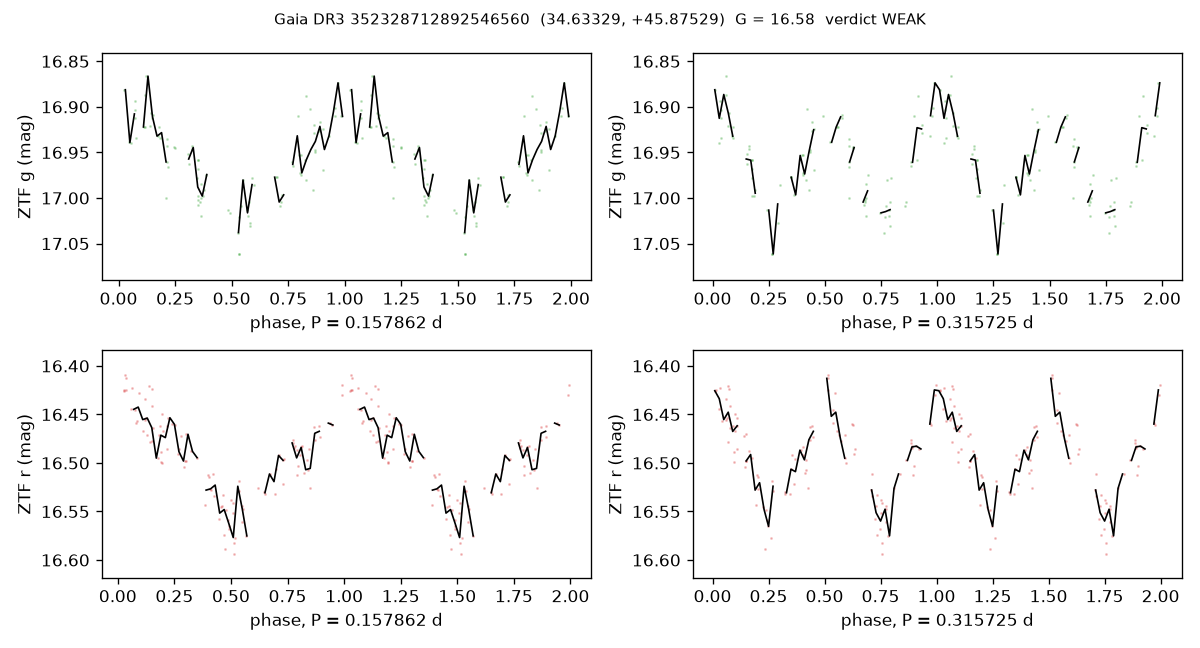 Gaia DR3 352328712892546560  (34.63329, +45.87529)  G = 16.58  verdict WEAK
16.85
16.90
16.95
17.00
17.05
ZTF g (mag)
0.00 0.25 0.50 0.75 1.00 1.25 1.50 1.75 2.00
phase, P = 0.157862 d
16.85
16.90
16.95
17.00
17.05
ZTF g (mag)
0.00 0.25 0.50 0.75 1.00 1.25 1.50 1.75 2.00
phase, P = 0.315725 d
16.40
16.45
16.50
16.55
16.60
ZTF r (mag)
0.00 0.25 0.50 0.75 1.00 1.25 1.50 1.75 2.00
phase, P = 0.157862 d
16.40
16.45
16.50
16.55
16.60
ZTF r (mag)
0.00 0.25 0.50 0.75 1.00 1.25 1.50 1.75 2.00
phase, P = 0.315725 d